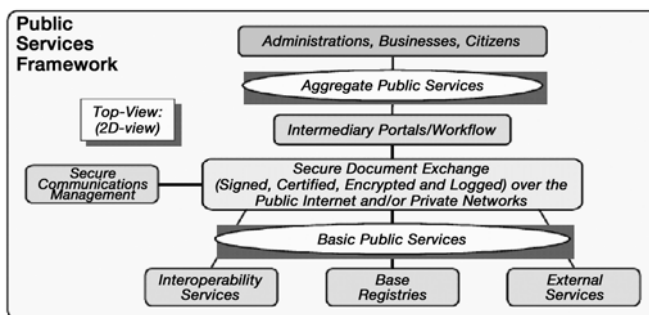 Public
Services
Framework
Administrations, Businesses, Citizens
Aggregate Public Services
Top-View:
(2D-view)
Intermediary Portals/Workflow
Secure
Communications
Management
Secure Document Exchange
(Signed, Certified, Encrypted and Logged) over the
Public Internet and/or Private Networks
Basic Public Services
Interoperability
Services
Base
Registries
External
Services